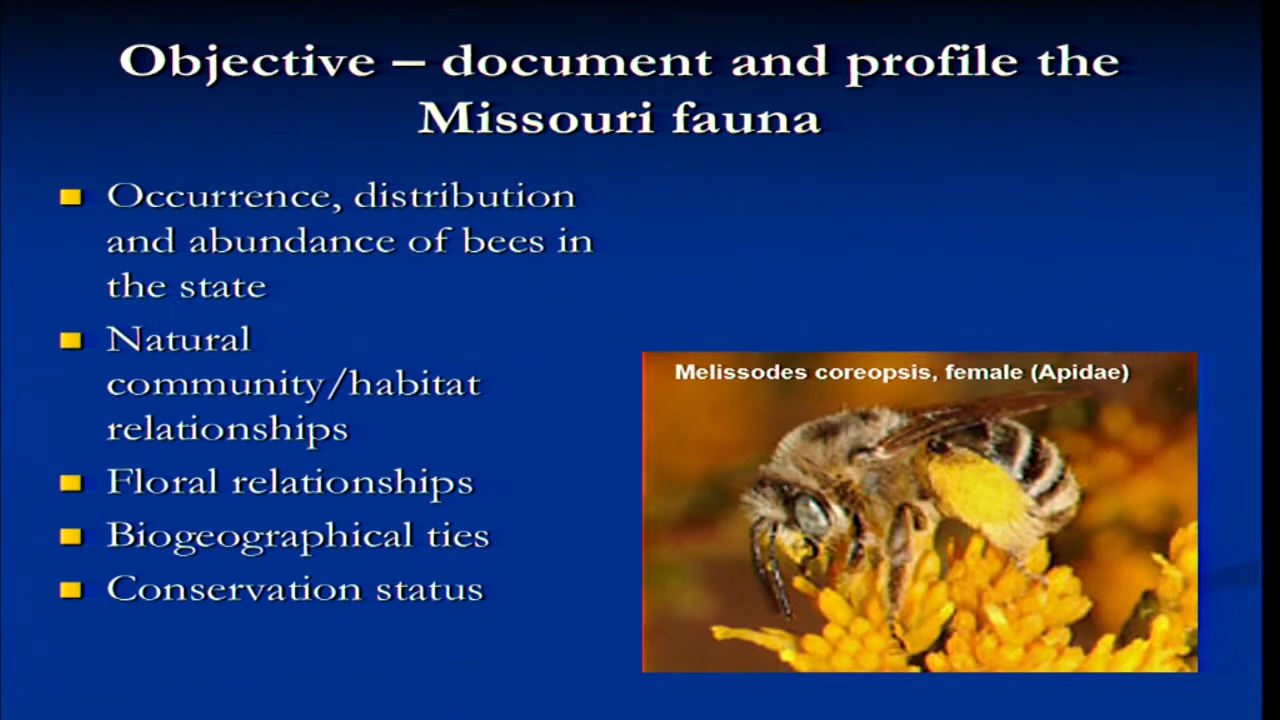 Objective – document and profile the
Missouri fauna
Occurrence, distribution
and abundance of bees in
the state
Natural
community/habitat
relationships
Floral relationships
Biogeographical ties
Conservation status
Melissodes coreopsis, female (Apidae)